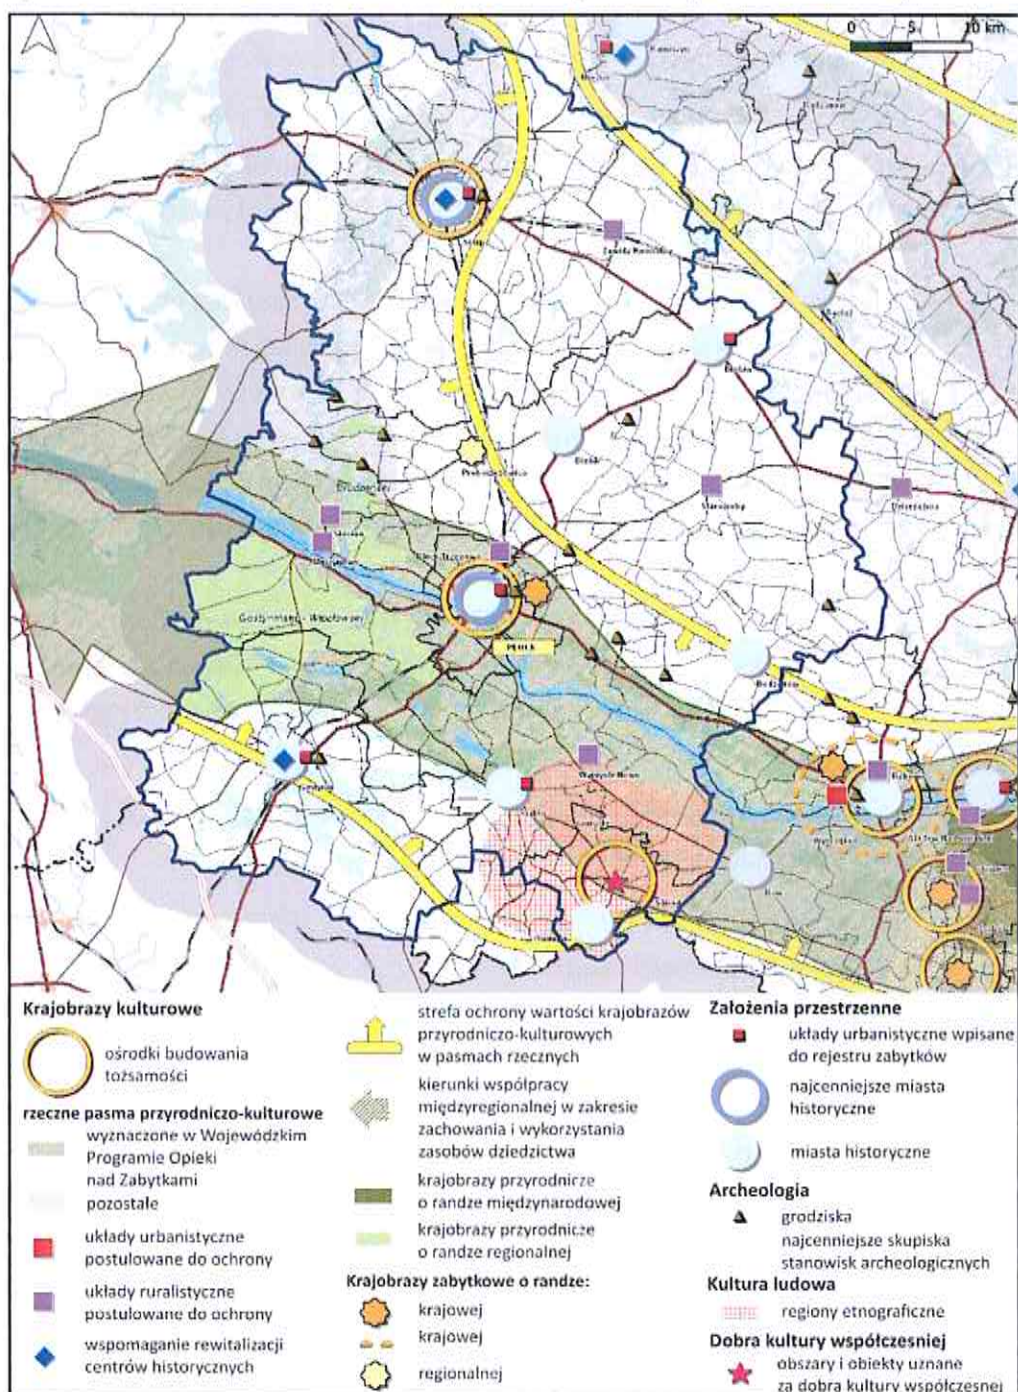 0 5 10 km
Bielsk
Staroźreby
Brudzeński
PŁOCK
Krajobrazy kulturowe
ośrodki budowania
tożsamości
rzeczne pasma przyrodniczo-kulturowe
wyznaczone w Wojewódzkim
Programie Opieki
nad Zabytkami
pozostałe
układy urbanistyczne
postulowane do ochrony
układy ruralistyczne
postulowane do ochrony
wspomaganie rewitalizacji
centrów historycznych
strefa ochrony wartości krajobrazów
przyrodniczo-kulturowych
w pasmach rzecznych
kierunki współpracy
międzyregionalnej w zakresie
zachowania i wykorzystania
zasobów dziedzictwa
krajobrazy przyrodnicze
o randze międzynarodowej
krajobrazy przyrodnicze
o randze regionalnej
Krajobrazy zabytkowe o randze:
krajowej
krajowej
regionalnej
Założenia przestrzenne
układy urbanistyczne wpisane
do rejestru zabytków
najcenniejsze miasta
historyczne
miasta historyczne
Archeologia
grodziska
najcenniejsze skupiska
stanowisk archeologicznych
Kultura ludowa
regiony etnograficzne
Dobra kultury współczesniej
obszary i obiekty uznane
za dobra kultury współczesnej